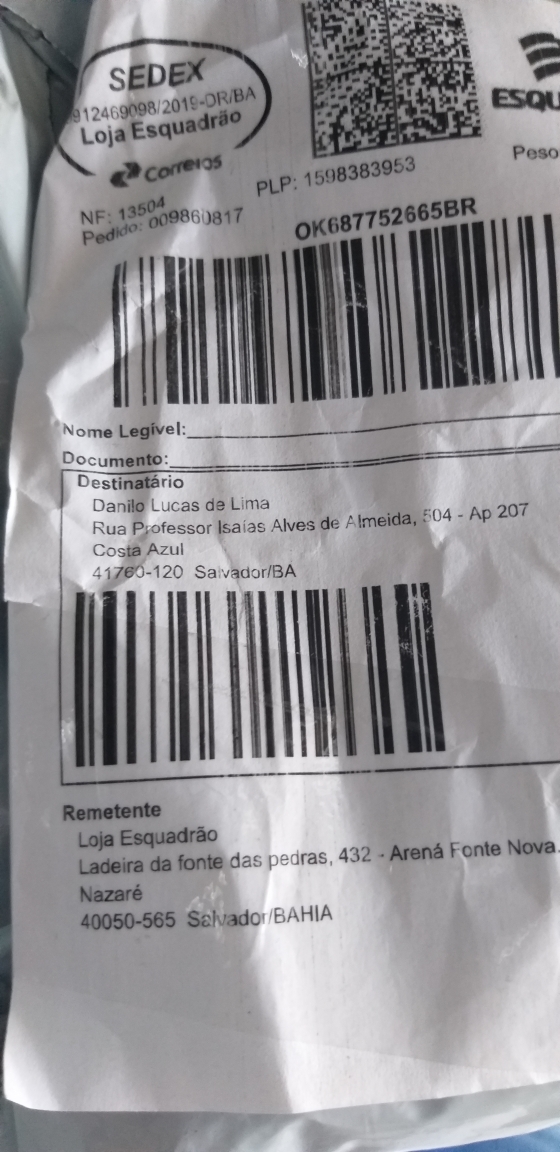 SEDEX
912469098/2019-DR/BA
Loja Esquadrão
Correios
ESQU
Peso
PLP: 1598383953
NF: 13504
Pedido: 009860817
OK687752665BR
Nome Legível:
Documento:
Destinatário
Danilo Lucas de Lima
Rua Professor Isaías Alves de Almeida, 504 - Ap 207
Costa Azul
41760-120 Salvador/BA
Remetente
Loja Esquadrão
Ladeira da fonte das pedras, 432 - Arená Fonte Nova.
Nazaré
40050-565 Salvador/BAHIA